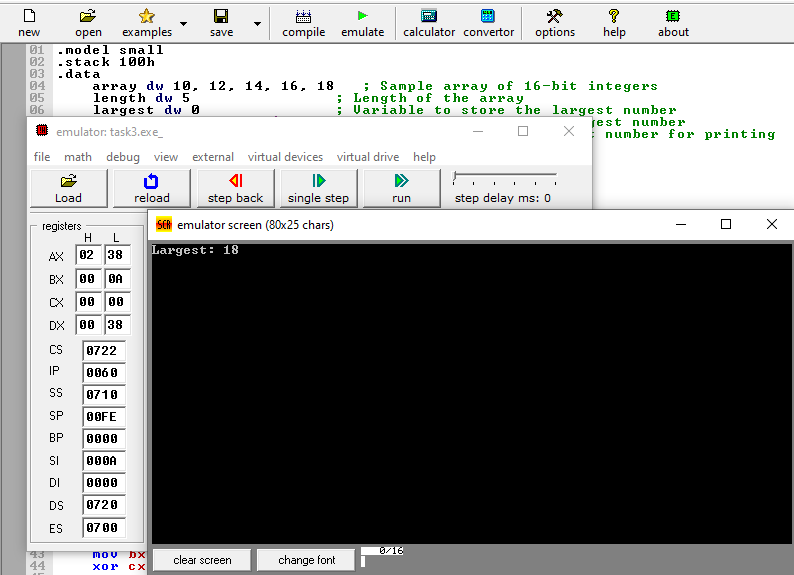 new open examples save compile emulate calculator convertor options help about
01 .model small
02 .stack 100h
03 .data
04 array dw 10, 12, 14, 16, 18 ; Sample array of 16-bit integers
05 length dw 5 ; Length of the array
06 largest dw 0 ; Variable to store the largest number
gest number
t number for printing
emulator: task3.exe_
file math debug view external virtual devices virtual drive help
Load reload step back single step run step delay ms: 0
registers
H L
AX 02 38
BX 00 0A
CX 00 00
DX 00 38
CS 0722
IP 0060
SS 0710
SP 00FE
BP 0000
SI 000A
DI 0000
DS 0720
ES 0700
SCR emulator screen (80x25 chars)
Largest: 18
clear screen change font 0/16
43 mov bx
44 xor cx